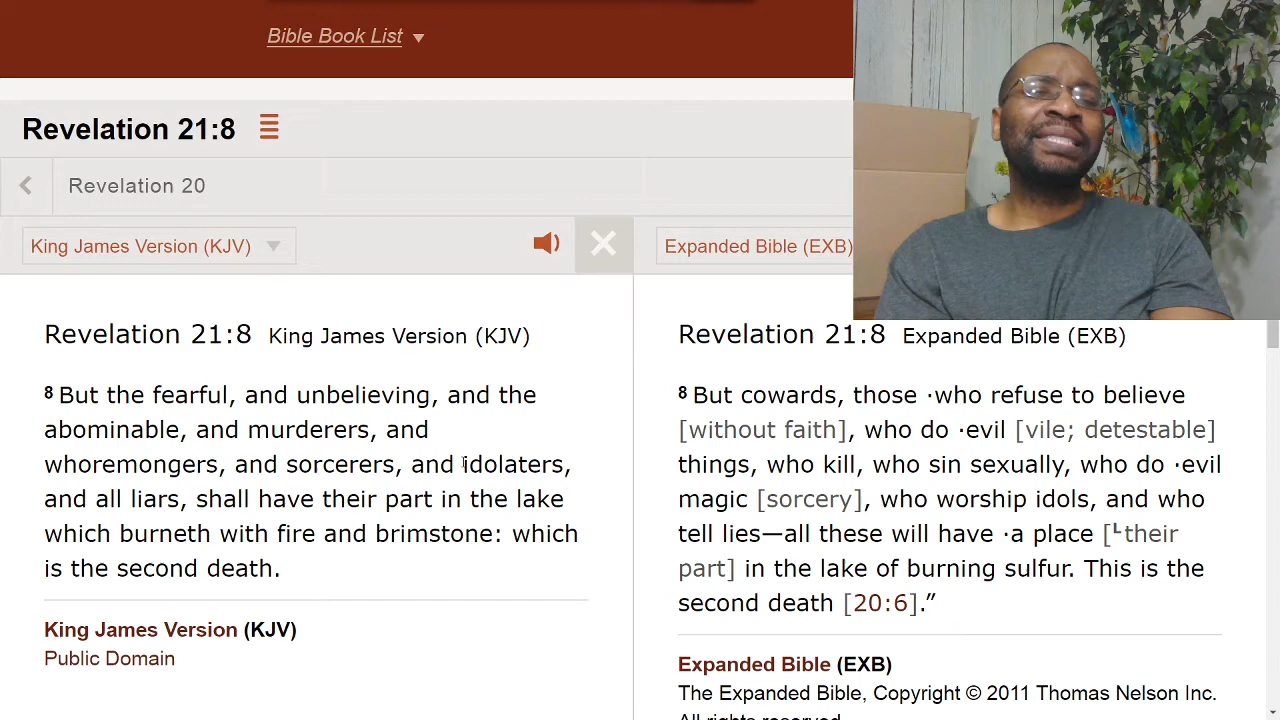 Bible Book List
Revelation 21:8
Revelation 20
King James Version (KJV)
Expanded Bible (EXB)
Revelation 21:8 King James Version (KJV)
8 But the fearful, and unbelieving, and the
abominable, and murderers, and
whoremongers, and sorcerers, and idolaters,
and all liars, shall have their part in the lake
which burneth with fire and brimstone: which
is the second death.
King James Version (KJV)
Public Domain
Revelation 21:8 Expanded Bible (EXB)
8 But cowards, those ·who refuse to believe
[without faith], who do ·evil [vile; detestable]
things, who kill, who sin sexually, who do ·evil
magic [sorcery], who worship idols, and who
tell lies—all these will have ·a place [└their
part] in the lake of burning sulfur. This is the
second death [20:6].”
Expanded Bible (EXB)
The Expanded Bible, Copyright © 2011 Thomas Nelson Inc.
All rights reserved